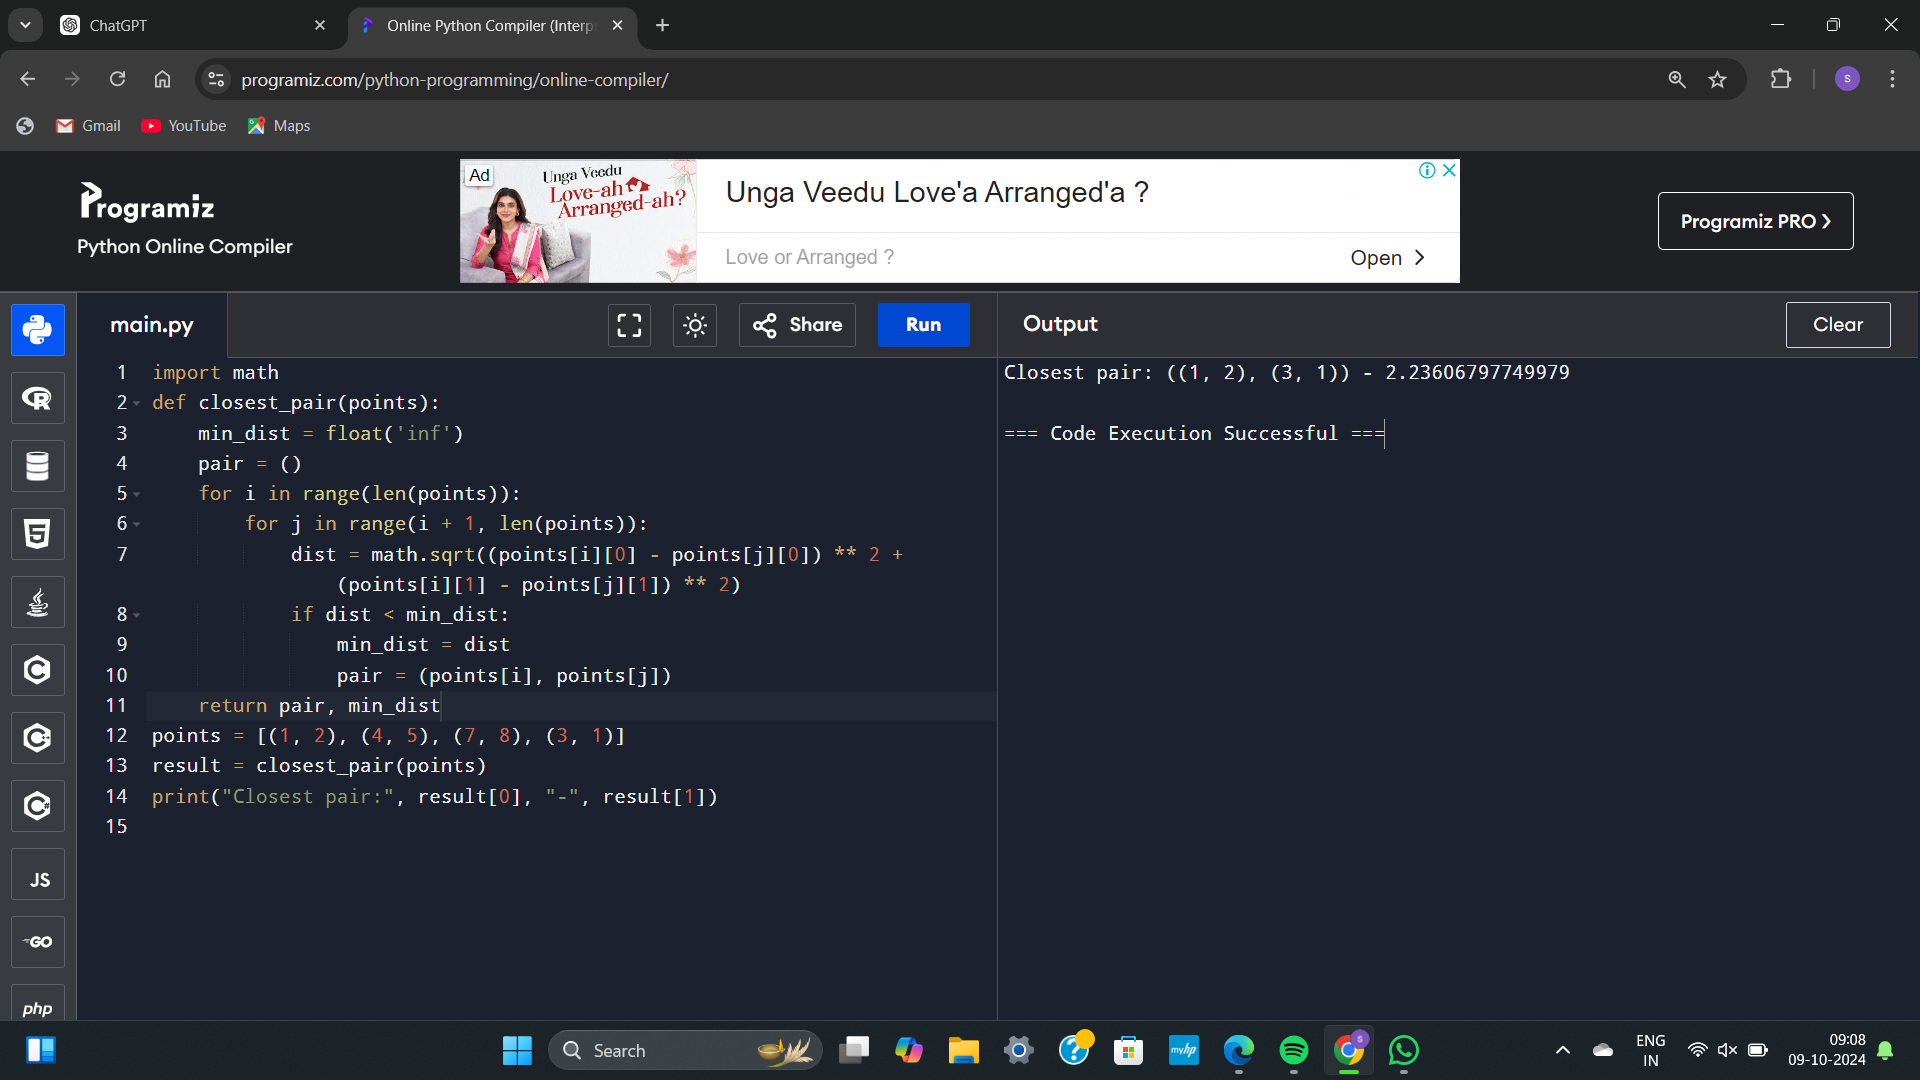 ChatGPT
Online Python Compiler (Interp
programiz.com/python-programming/online-compiler/
S
Gmail
YouTube
Maps
Programiz
Python Online Compiler
Ad
Unga Veedu
Love-ah
Arranged-ah?
Unga Veedu Love'a Arranged'a ?
Love or Arranged ?
Open
Programiz PRO
main.py
Share
Run
Output
Clear
1 import math
2 def closest_pair(points):
3 min_dist = float('inf')
4 pair = ()
5 for i in range(len(points)):
6 for j in range(i + 1, len(points)):
7 dist = math.sqrt((points[i][0] - points[j][0]) ** 2 +
(points[i][1] - points[j][1]) ** 2)
8 if dist < min_dist:
9 min_dist = dist
10 pair = (points[i], points[j])
11 return pair, min_dist
12 points = [(1, 2), (4, 5), (7, 8), (3, 1)]
13 result = closest_pair(points)
14 print("Closest pair:", result[0], "-", result[1])
15
Closest pair: ((1, 2), (3, 1)) - 2.23606797749979
=== Code Execution Successful ===
R
5
C
C
C#
JS
GO
php
Search
myhp
S
ENG
IN
09:08
09-10-2024